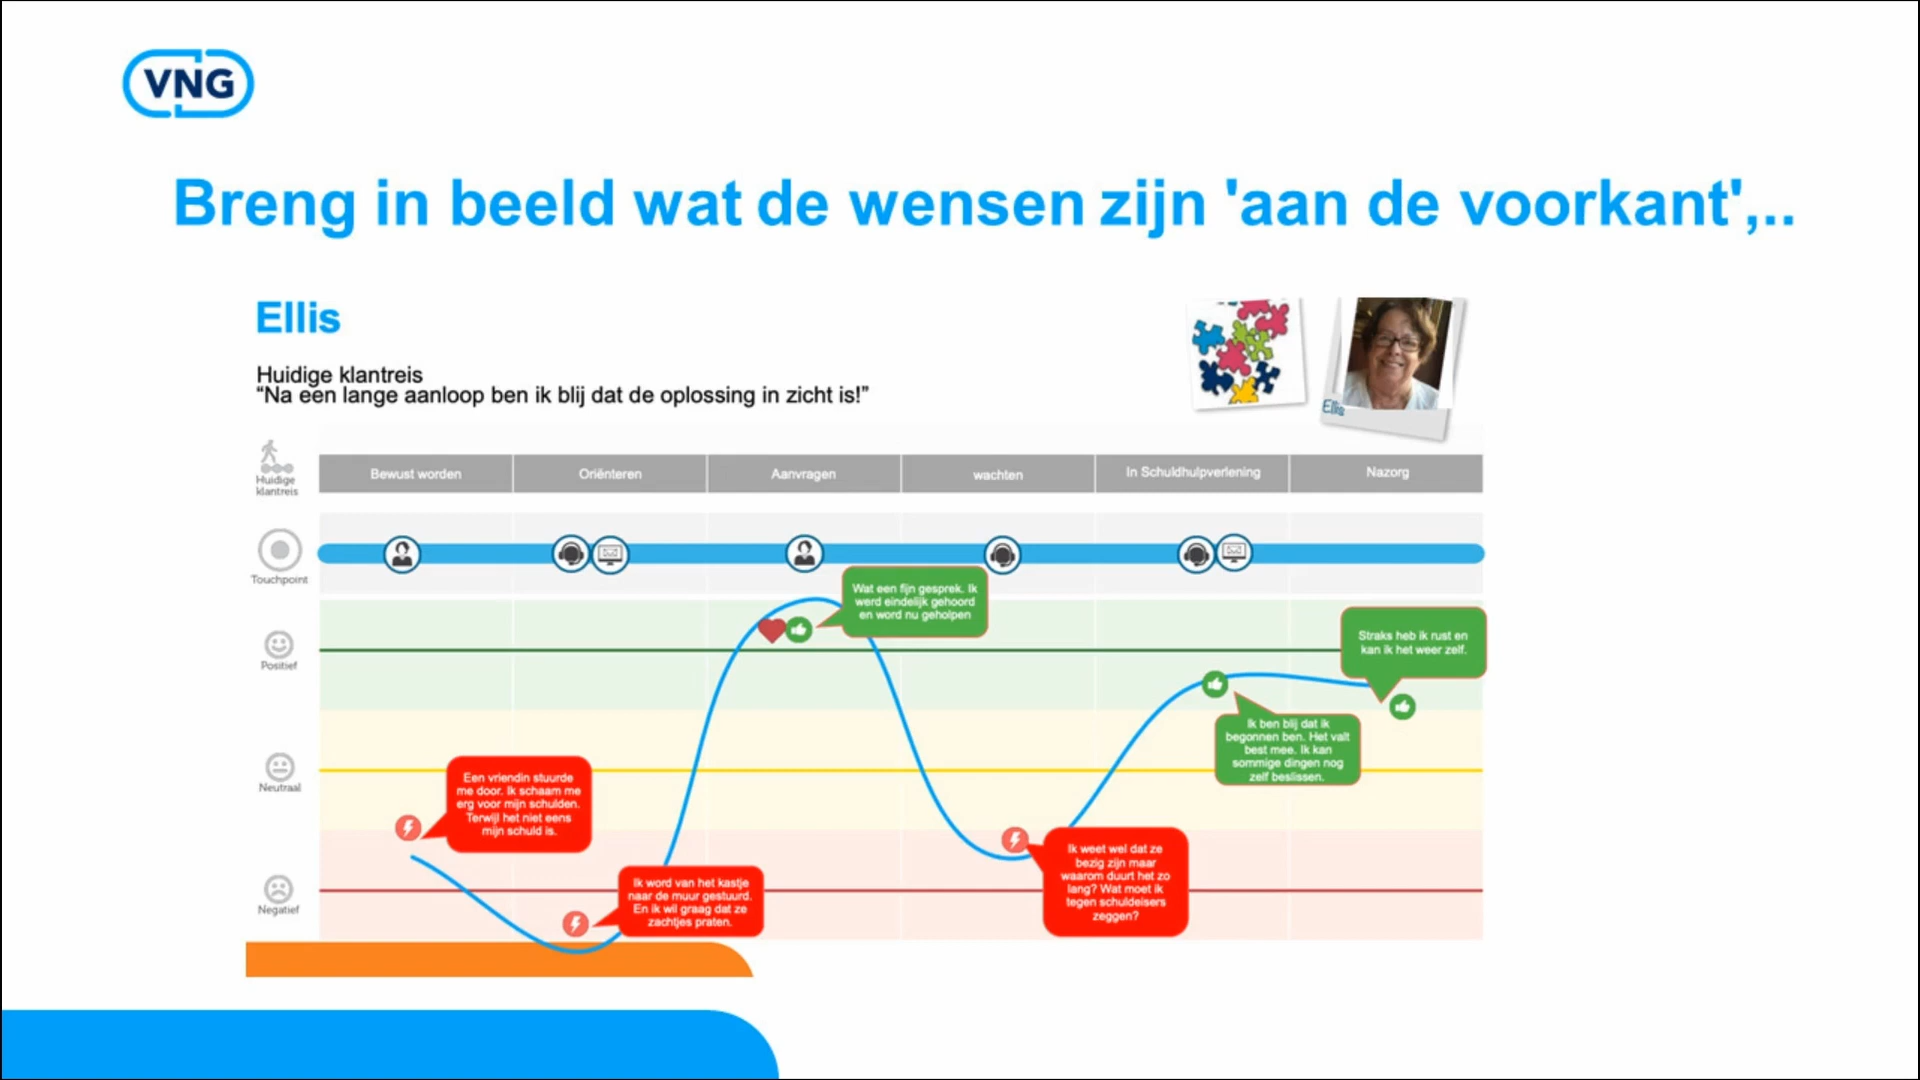 VNG
Breng in beeld wat de wensen zijn 'aan de voorkant',..
Ellis
Huidige klantreis
“Na een lange aanloop ben ik blij dat de oplossing in zicht is!”
Ellis
Huidige
klantreis
Bewust worden
Oriënteren
Aanvragen
wachten
In Schuldhulpverlening
Nazorg
Touchpoint
Wat een fijn gesprek. Ik
werd eindelijk gehoord
en word nu geholpen
Positief
Straks heb ik rust en
kan ik het weer zelf.
Ik ben blij dat ik
begonnen ben. Het valt
best mee. Ik kan
sommige dingen nog
zelf beslissen.
Neutraal
Een vriendin stuurde
me door. Ik schaam me
erg voor mijn schulden.
Terwijl het niet eens
mijn schuld is.
Ik weet wel dat ze
bezig zijn maar
waarom duurt het zo
lang? Wat moet ik
tegen schuldeisers
zeggen?
Negatief
Ik word van het kastje
naar de muur gestuurd.
En ik wil graag dat ze
zachtjes praten.